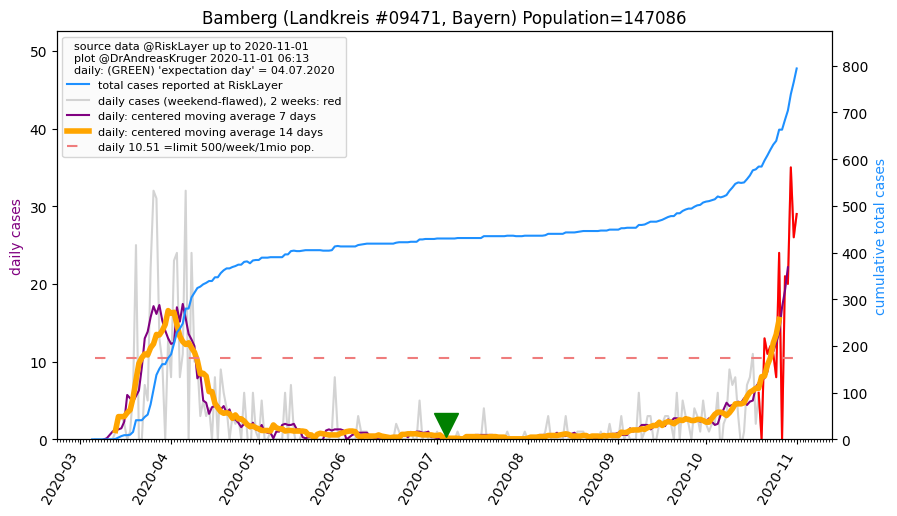 Bamberg (Landkreis #09471, Bayern) Population=147086
source data @RiskLayer up to 2020-11-01
plot @DrAndreasKruger 2020-11-01 06:13
daily: (GREEN) 'expectation day' = 04.07.2020
total cases reported at RiskLayer
daily cases (weekend-flawed), 2 weeks: red
daily: centered moving average 7 days
daily: centered moving average 14 days
daily 10.51 =limit 500/week/1mio pop.
daily cases
50
40
30
20
10
0
cumulative total cases
800
700
600
500
400
300
200
100
0
2020-03
2020-04
2020-05
2020-06
2020-07
2020-08
2020-09
2020-10
2020-11